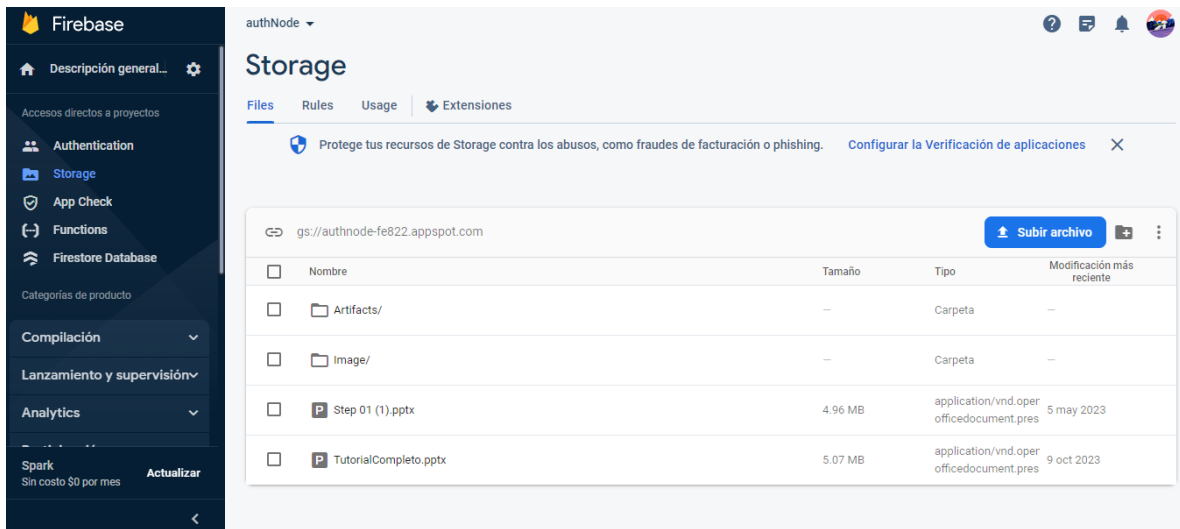 Firebase
Descripción general...
Accesos directos a proyectos
Authentication
Storage
App Check
Functions
Firestore Database
Categorías de producto
Compilación
Lanzamiento y supervisión
Analytics
Spark
Sin costo $0 por mes
Actualizar
authNode
Storage
Files Rules Usage Extensiones
Protege tus recursos de Storage contra los abusos, como fraudes de facturación o phishing. Configurar la Verificación de aplicaciones
gs://authnode-fe822.appspot.com Subir archivo
Nombre Tamaño Tipo Modificación más
reciente
Artifacts/ — Carpeta —
Image/ — Carpeta —
Step 01 (1).pptx 4.96 MB application/vnd.oper
officedocument.pres 5 may 2023
TutorialCompleto.pptx 5.07 MB application/vnd.oper
officedocument.pres 9 oct 2023